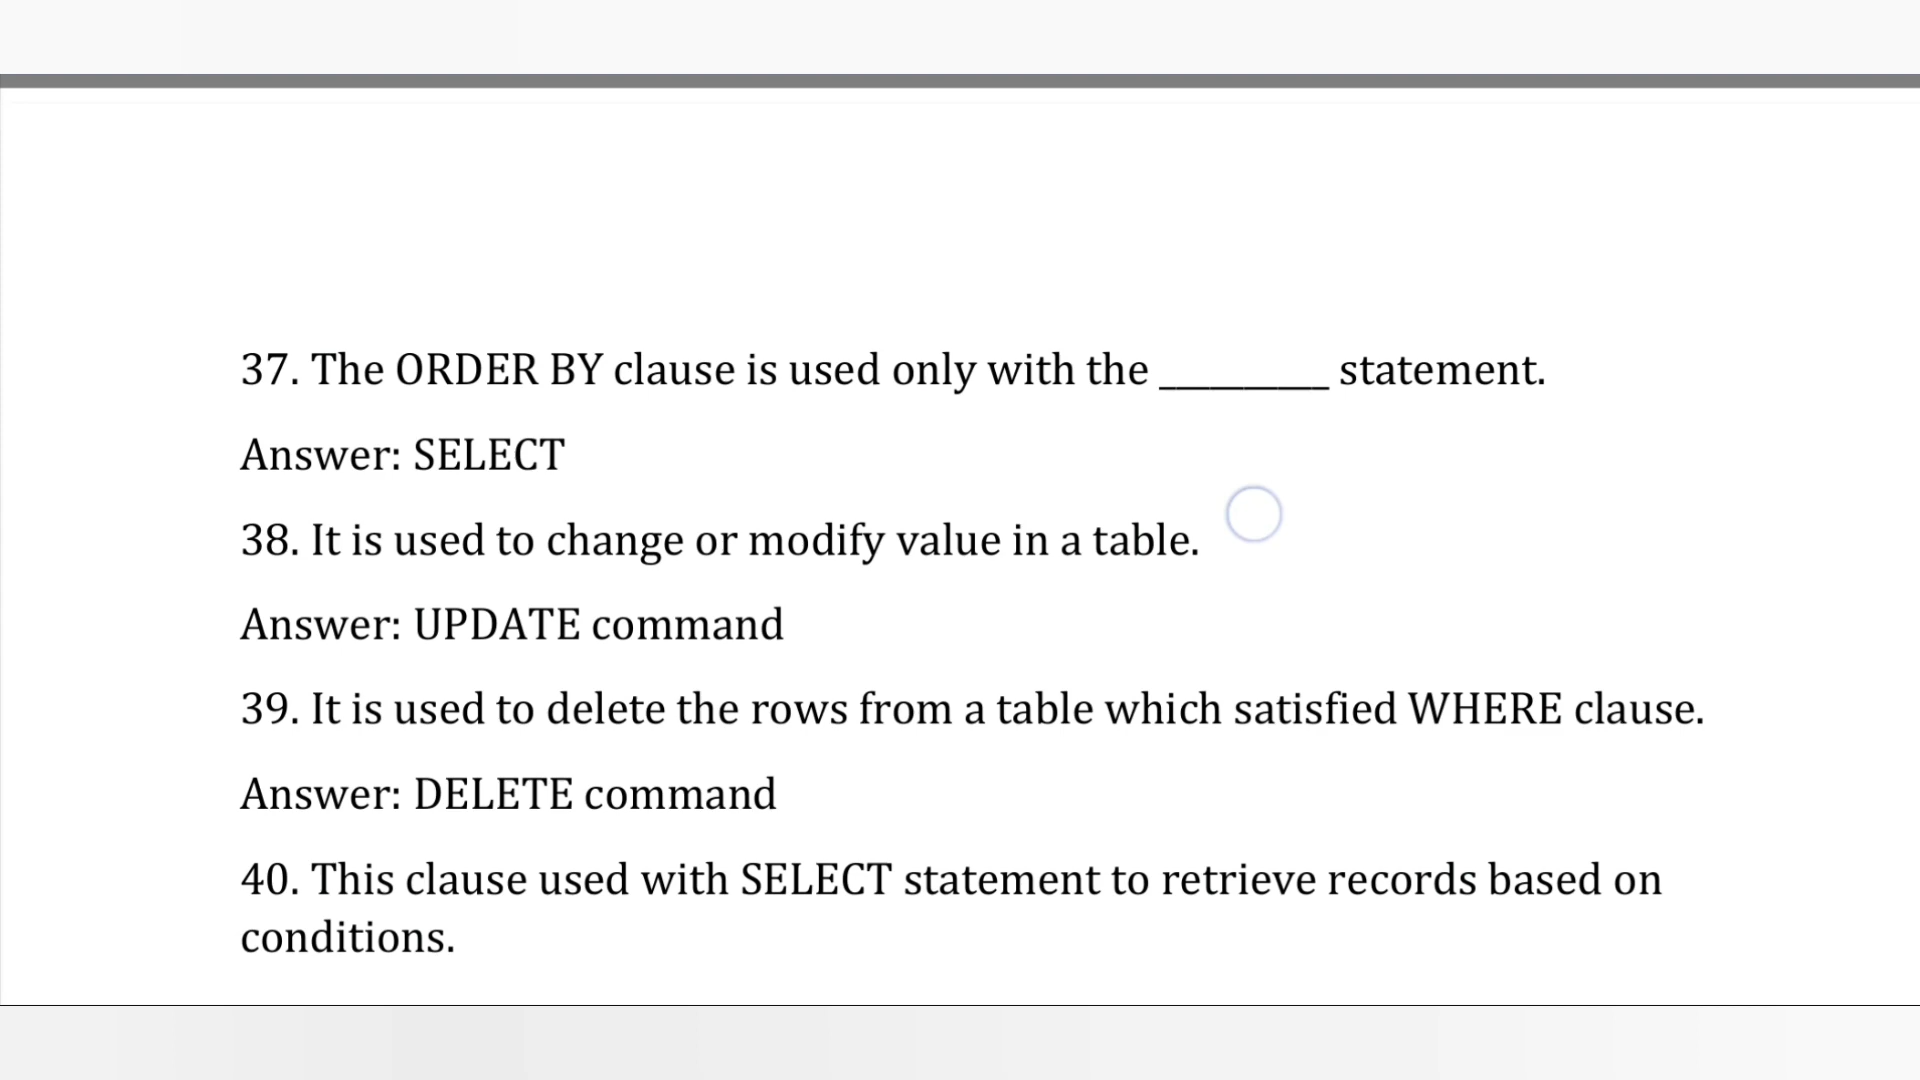 37. The ORDER BY clause is used only with the __________ statement.
Answer: SELECT
38. It is used to change or modify value in a table.
Answer: UPDATE command
39. It is used to delete the rows from a table which satisfied WHERE clause.
Answer: DELETE command
40. This clause used with SELECT statement to retrieve records based on
conditions.